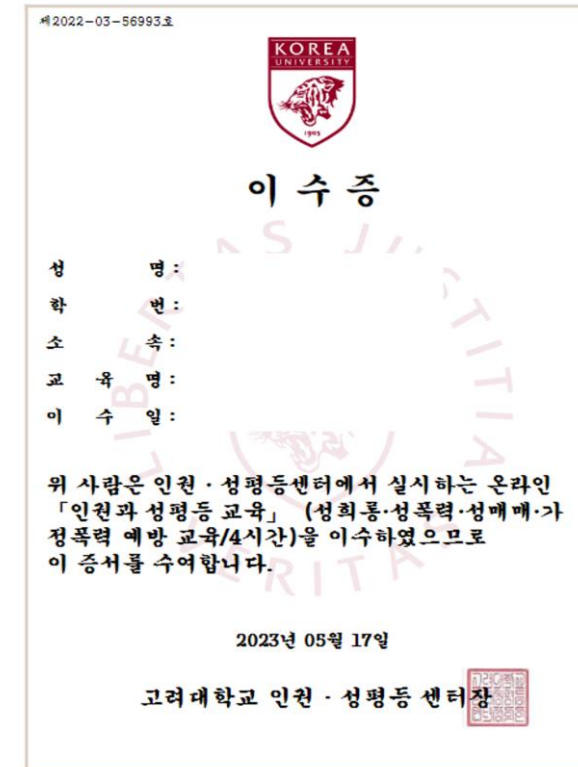 제2022-03-56993호
KOREA
UNIVERSITY
1905
이 수 증
LIBERTAS JUSTITIA VERITAS
성 명 :
학 번 :
소 속 :
교 육 명 :
이 수 일 :
위 사람은 인권 · 성평등센터에서 실시하는 온라인
「인권과 성평등 교육」 (성희롱·성폭력·성매매·가
정폭력 예방 교육/4시간)을 이수하였으므로
이 증서를 수여합니다.
2023년 05월 17일
고려대학교 인권 · 성평등 센터장